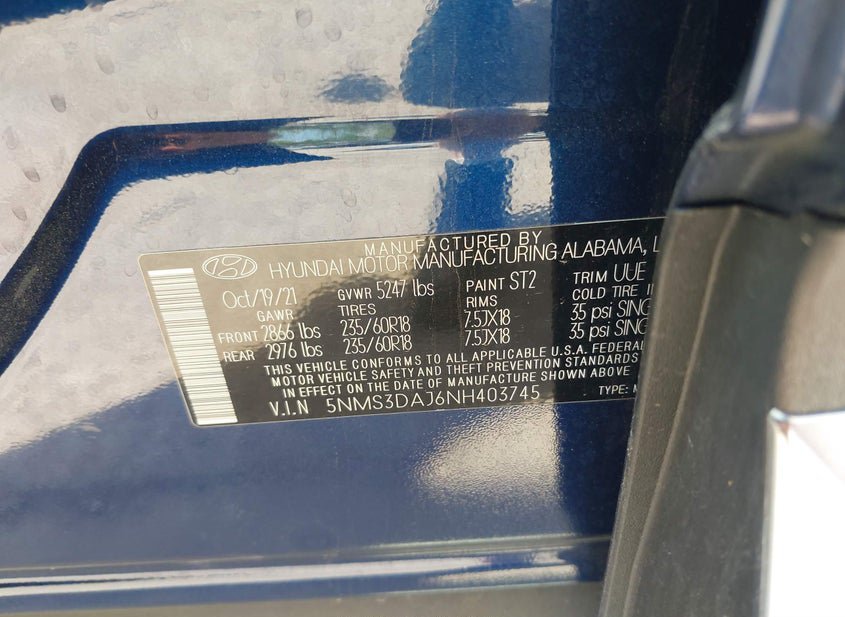 MANUFACTURED BY
HYUNDAI MOTOR MANUFACTURING ALABAMA, L
Oct/19/21 GVWR 5247 lbs PAINT ST2 TRIM UUE
GAWR TIRES RIMS COLD TIRE IN
FRONT 2866 lbs 235/60R18 7.5JX18 35 psi SING
REAR 2976 lbs 235/60R18 7.5JX18 35 psi SING
THIS VEHICLE CONFORMS TO ALL APPLICABLE U.S.A. FEDERAL
MOTOR VEHICLE SAFETY AND THEFT PREVENTION STANDARDS
IN EFFECT ON THE DATE OF MANUFACTURE SHOWN ABOVE
V.I.N 5NMS3DAJ6NH403745 TYPE: M